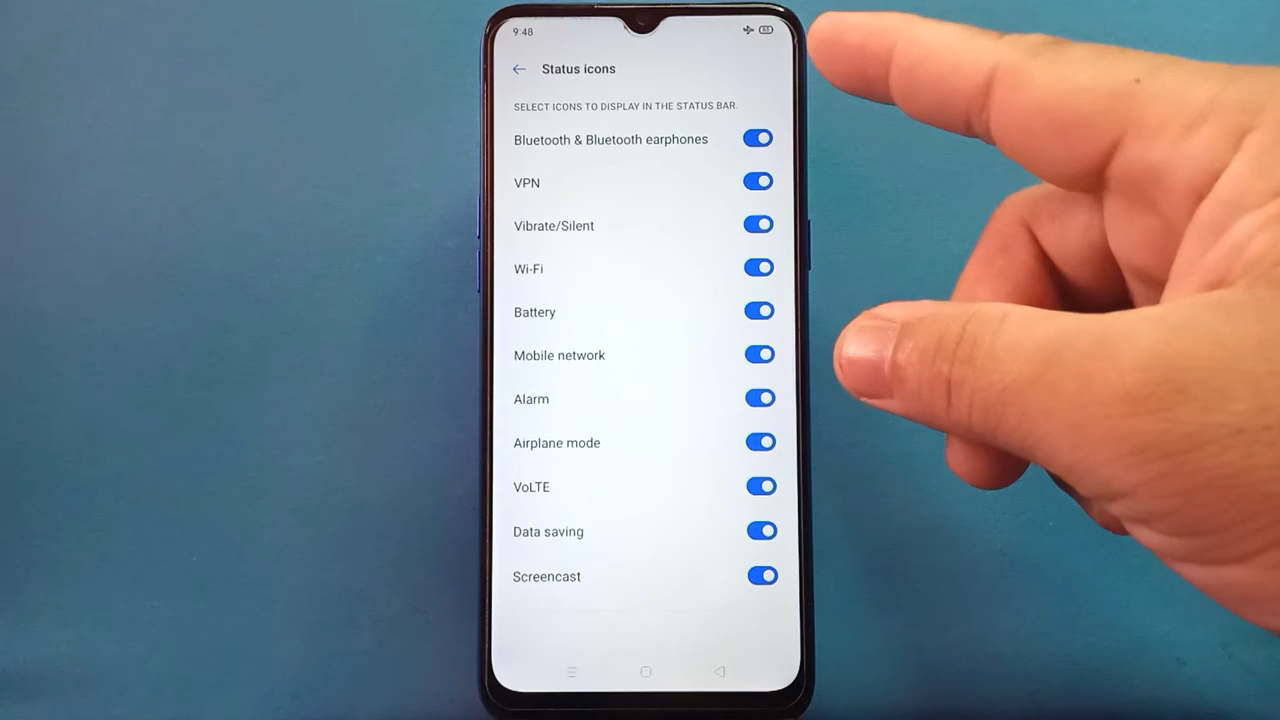 9:48
Status icons
SELECT ICONS TO DISPLAY IN THE STATUS BAR.
Bluetooth & Bluetooth earphones
VPN
Vibrate/Silent
Wi-Fi
Battery
Mobile network
Alarm
Airplane mode
VoLTE
Data saving
Screencast